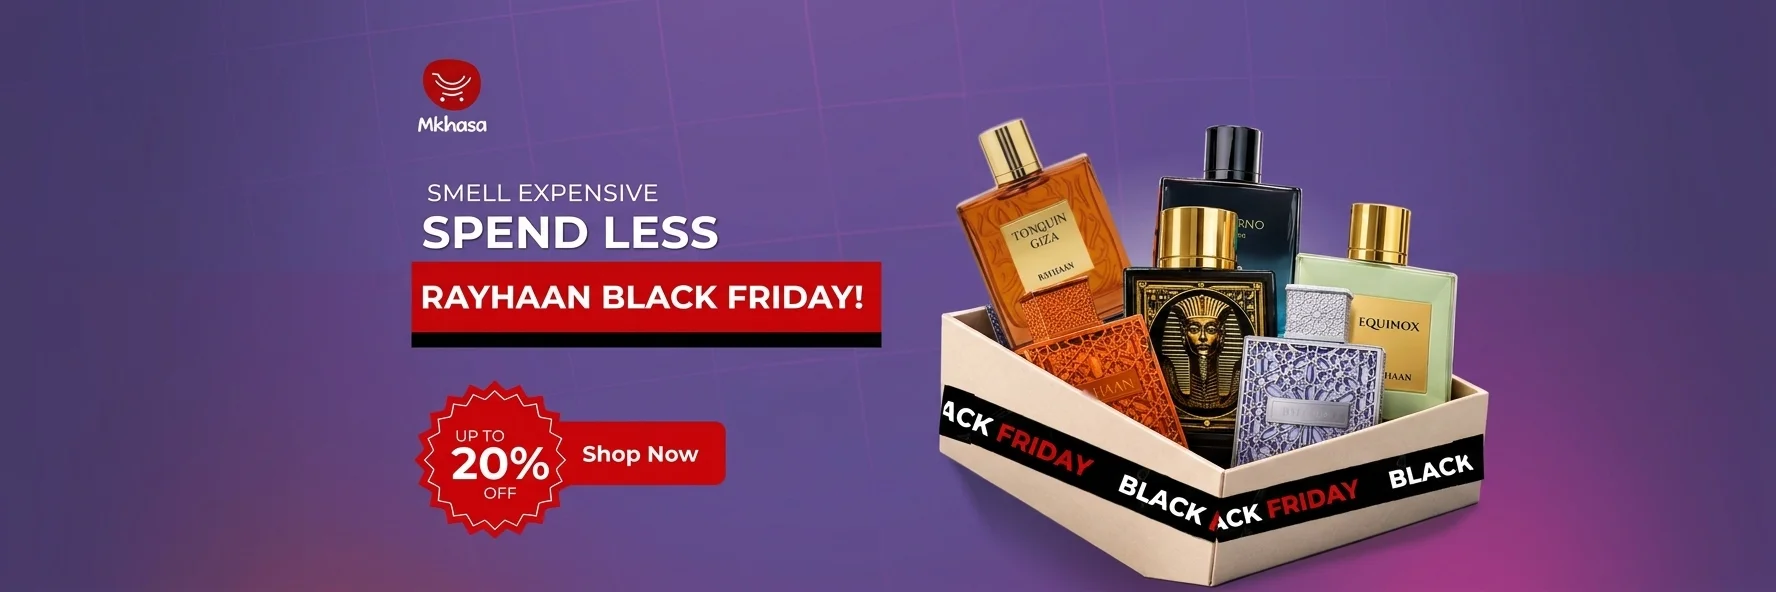 Mkhasa
SMELL EXPENSIVE
SPEND LESS
RAYHAAN BLACK FRIDAY!
UP TO
20%
OFF
Shop Now
TONQUIN
GIZA
RAYHAAN
EQUINOX
ACK FRIDAY BLACK
ACK FRIDAY BLACK